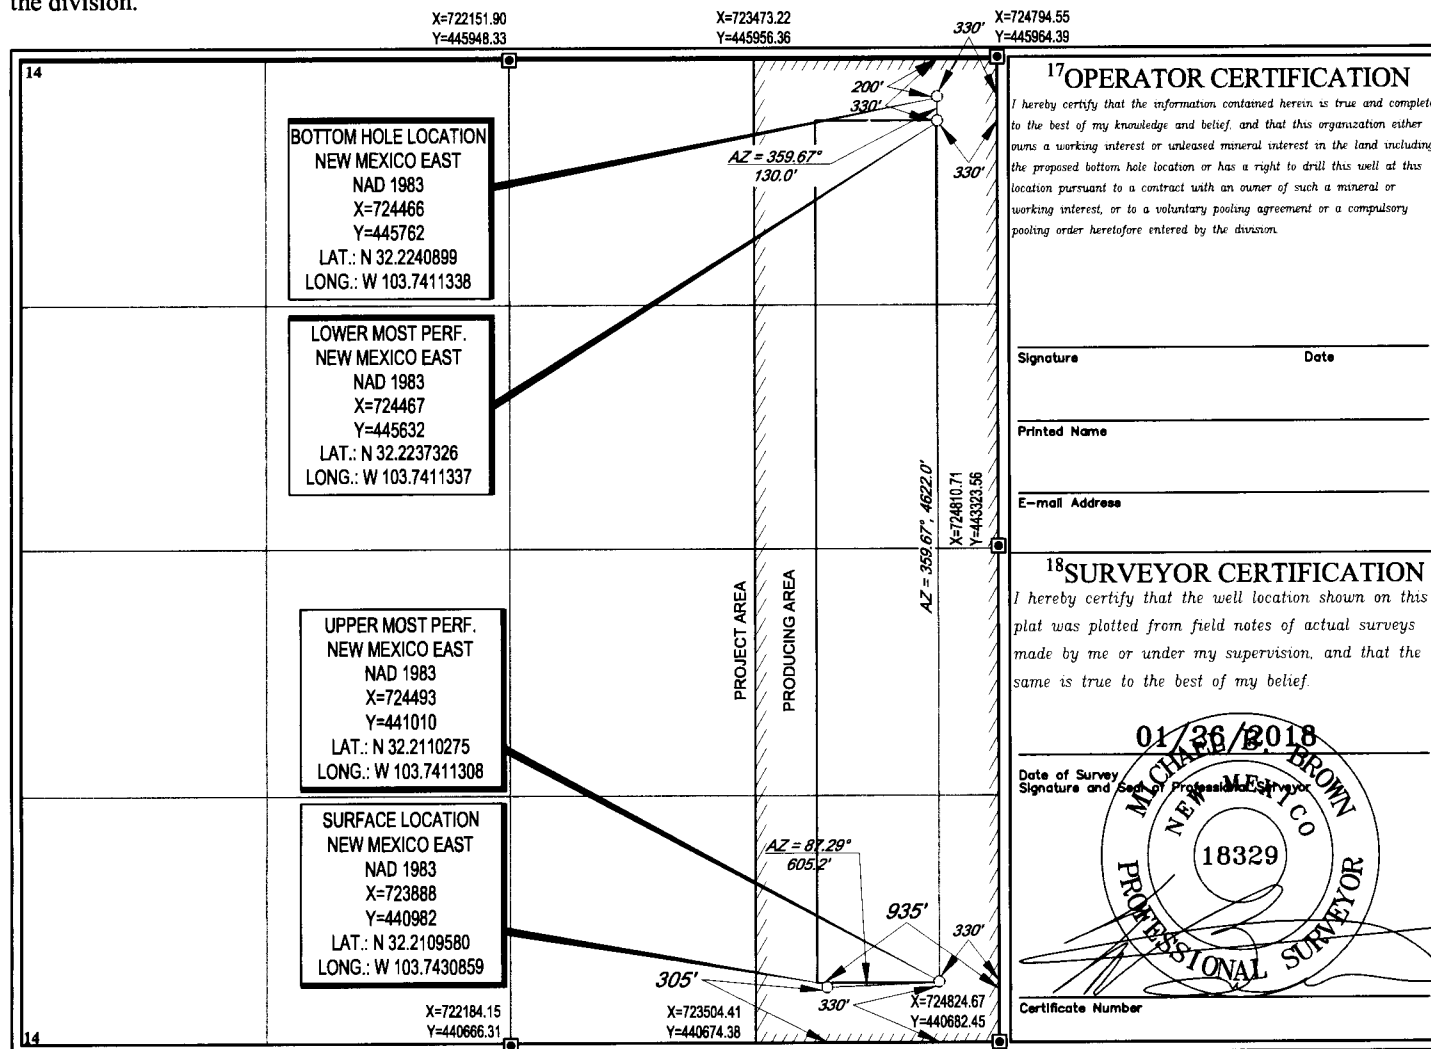 the division.
X=722151.90
Y=445948.33
X=723473.22
Y=445956.36
X=724794.55
Y=445964.39
330'
14
200'
330'
AZ = 359.67°
130.0'
330'
BOTTOM HOLE LOCATION
NEW MEXICO EAST
NAD 1983
X=724466
Y=445762
LAT.: N 32.2240899
LONG.: W 103.7411338
LOWER MOST PERF.
NEW MEXICO EAST
NAD 1983
X=724467
Y=445632
LAT.: N 32.2237326
LONG.: W 103.7411337
AZ = 359.67°, 4622.0'
X=724810.71
Y=443323.56
PROJECT AREA
PRODUCING AREA
UPPER MOST PERF.
NEW MEXICO EAST
NAD 1983
X=724493
Y=441010
LAT.: N 32.2110275
LONG.: W 103.7411308
SURFACE LOCATION
NEW MEXICO EAST
NAD 1983
X=723888
Y=440982
LAT.: N 32.2109580
LONG.: W 103.7430859
AZ = 87.29°
605.2'
935'
330'
305'
330'
X=722184.15
Y=440666.31
X=723504.41
Y=440674.38
X=724824.67
Y=440682.45
14
17 OPERATOR CERTIFICATION
I hereby certify that the information contained herein is true and complete
to the best of my knowledge and belief, and that this organization either
owns a working interest or unleased mineral interest in the land including
the proposed bottom hole location or has a right to drill this well at this
location pursuant to a contract with an owner of such a mineral or
working interest, or to a voluntary pooling agreement or a compulsory
pooling order heretofore entered by the division.
Signature Date
Printed Name
E-mail Address
18 SURVEYOR CERTIFICATION
I hereby certify that the well location shown on this
plat was plotted from field notes of actual surveys
made by me or under my supervision, and that the
same is true to the best of my belief.
01/26/2018
Date of Survey
Signature and Seal of Professional Surveyor
MICHAEL B. BROWN
NEW MEXICO
18329
PROFESSIONAL SURVEYOR
Certificate Number